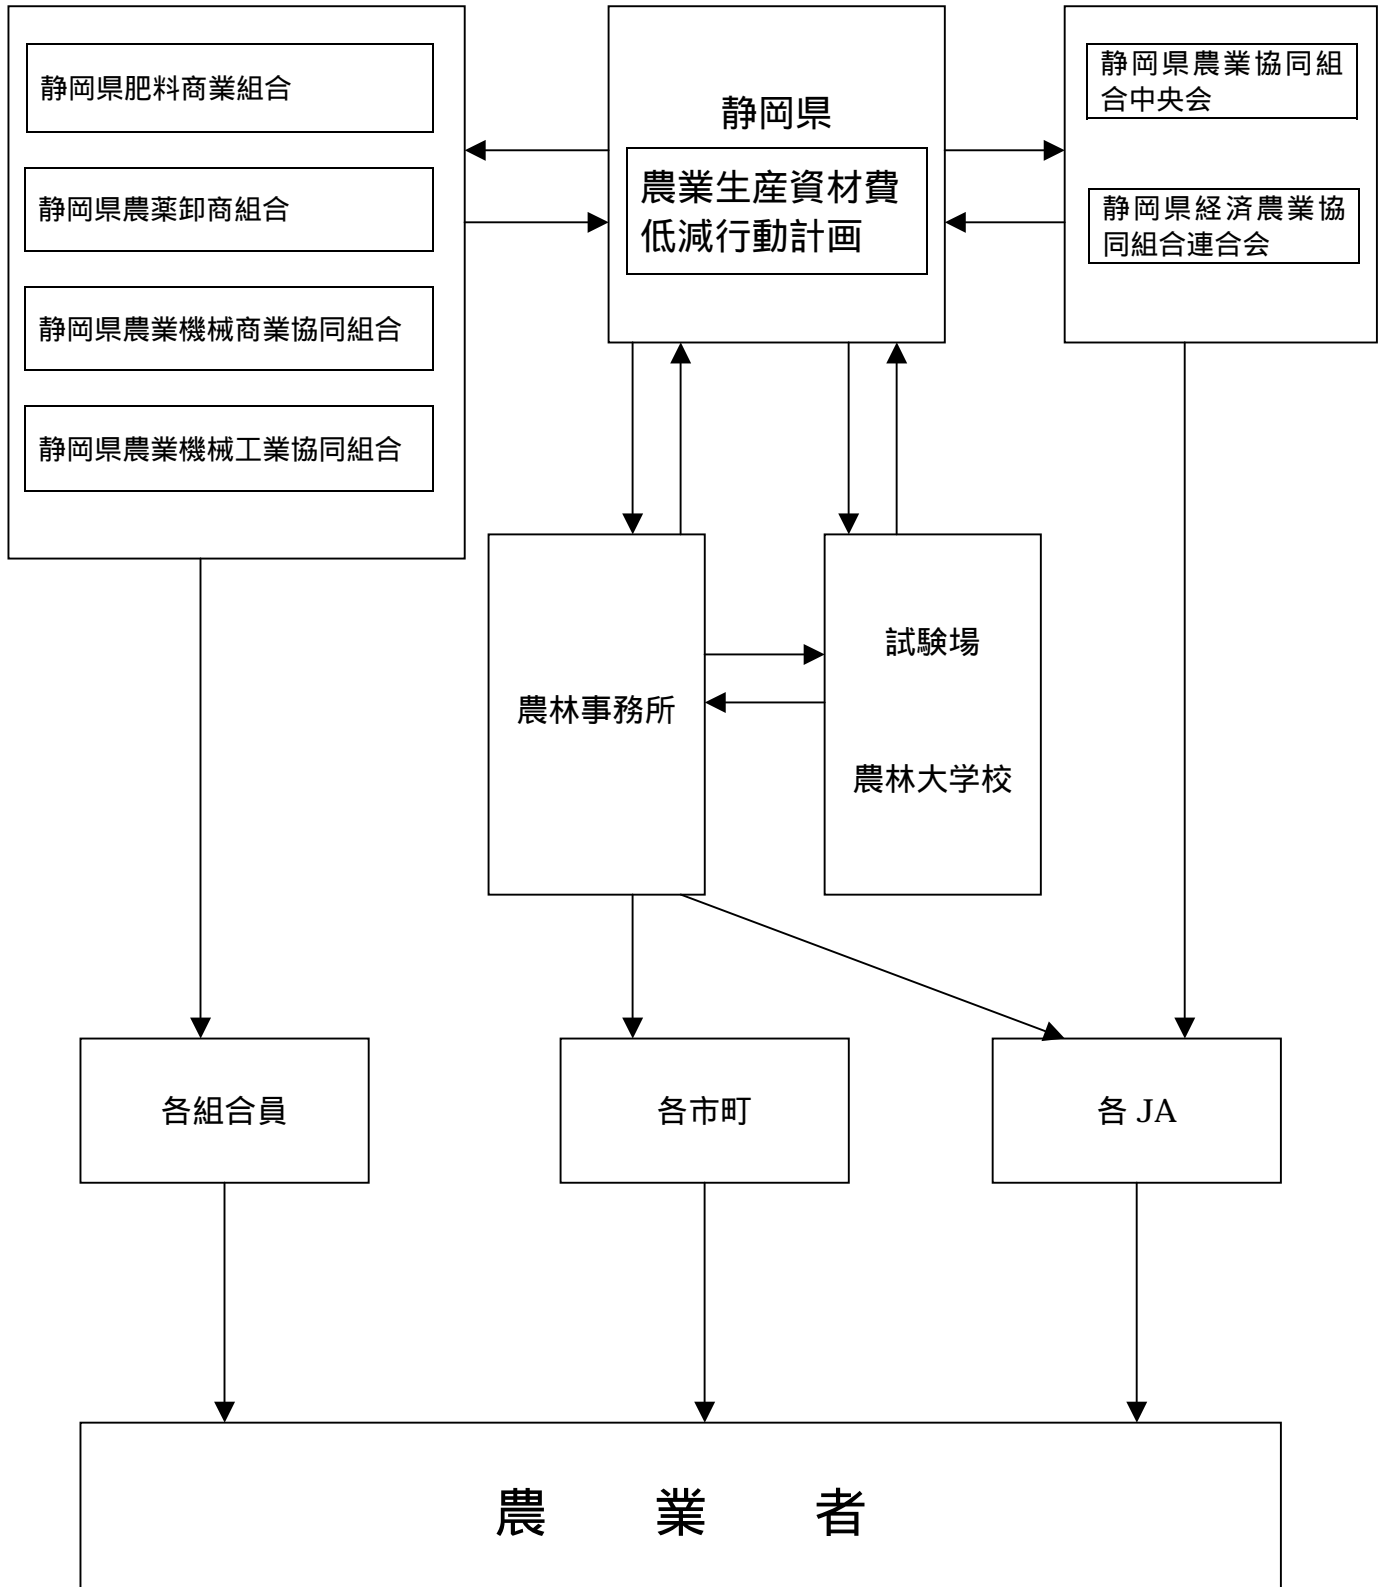 静岡県肥料商業組合
静岡県農薬卸商組合
静岡県農業機械商業協同組合
静岡県農業機械工業協同組合
静岡県
農業生産資材費
低減行動計画
静岡県農業協同組
合中央会
静岡県経済農業協
同組合連合会
農林事務所
試験場
農林大学校
各組合員
各市町
各 JA
農 業 者